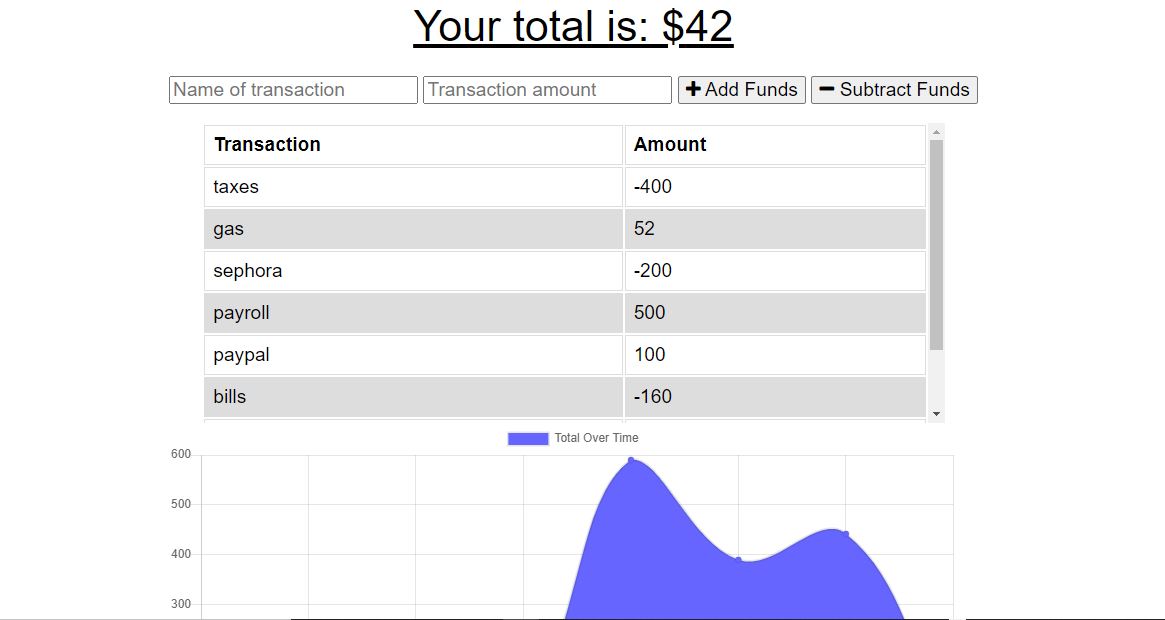 Your total is: $42
Name of transaction Transaction amount Add Funds Subtract Funds
Transaction Amount
taxes -400
gas 52
sephora -200
payroll 500
paypal 100
bills -160
Total Over Time
600
500
400
300